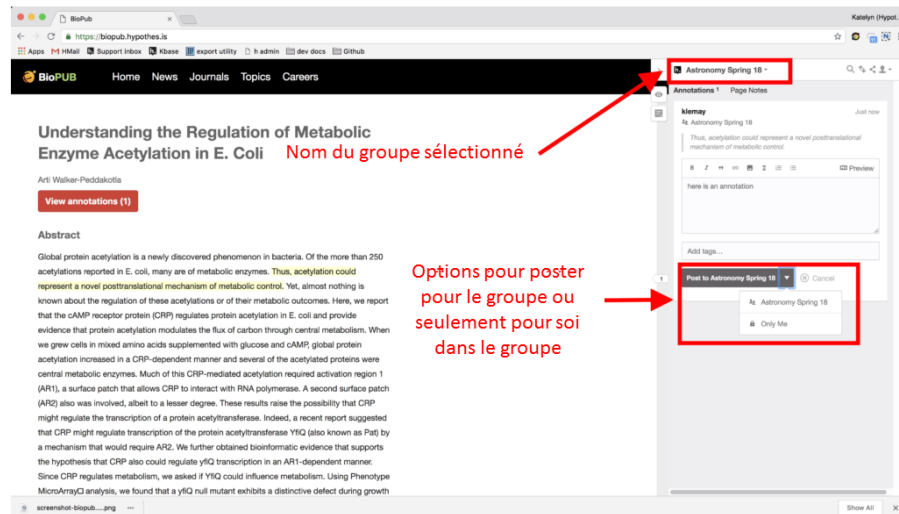 BioPub
Katelyn (Hypot.
https://biopub.hypothes.is
Apps HMail Support Inbox Kbase export utility h admin dev docs Github
BioPUB Home News Journals Topics Careers
Astronomy Spring 18
Annotations 1 Page Notes
klemay Just now
Astronomy Spring 18
Thus, acetylation could represent a novel posttranslational
mechanism of metabolic control.
B I Preview
here is an annotation
Add tags...
Post to Astronomy Spring 18 Cancel
Astronomy Spring 18
Only Me
1
Understanding the Regulation of Metabolic
Enzyme Acetylation in E. Coli
Nom du groupe sélectionné
Arti Walker-Peddakotla
View annotations (1)
Abstract
Global protein acetylation is a newly discovered phenomenon in bacteria. Of the more than 250
acetylations reported in E. coli, many are of metabolic enzymes. Thus, acetylation could
represent a novel posttranslational mechanism of metabolic control. Yet, almost nothing is
known about the regulation of these acetylations or of their metabolic outcomes. Here, we report
that the cAMP receptor protein (CRP) regulates protein acetylation in E. coli and provide
evidence that protein acetylation modulates the flux of carbon through central metabolism. When
we grew cells in mixed amino acids supplemented with glucose and cAMP, global protein
acetylation increased in a CRP-dependent manner and several of the acetylated proteins were
central metabolic enzymes. Much of this CRP-mediated acetylation required activation region 1
(AR1), a surface patch that allows CRP to interact with RNA polymerase. A second surface patch
(AR2) also was involved, albeit to a lesser degree. These results raise the possibility that CRP
might regulate the transcription of a protein acetyltransferase. Indeed, a recent report suggested
that CRP might regulate transcription of the protein acetyltransferase YfiQ (also known as Pat) by
a mechanism that would require AR2. We further obtained bioinformatic evidence that supports
the hypothesis that CRP also could regulate yfiQ transcription in an AR1-dependent manner.
Since CRP regulates metabolism, we asked if YfiQ could influence metabolism. Using Phenotype
MicroArray□ analysis, we found that a yfiQ null mutant exhibits a distinctive defect during growth
Options pour poster
pour le groupe ou
seulement pour soi
dans le groupe
screenshot-biopub....png
Show All